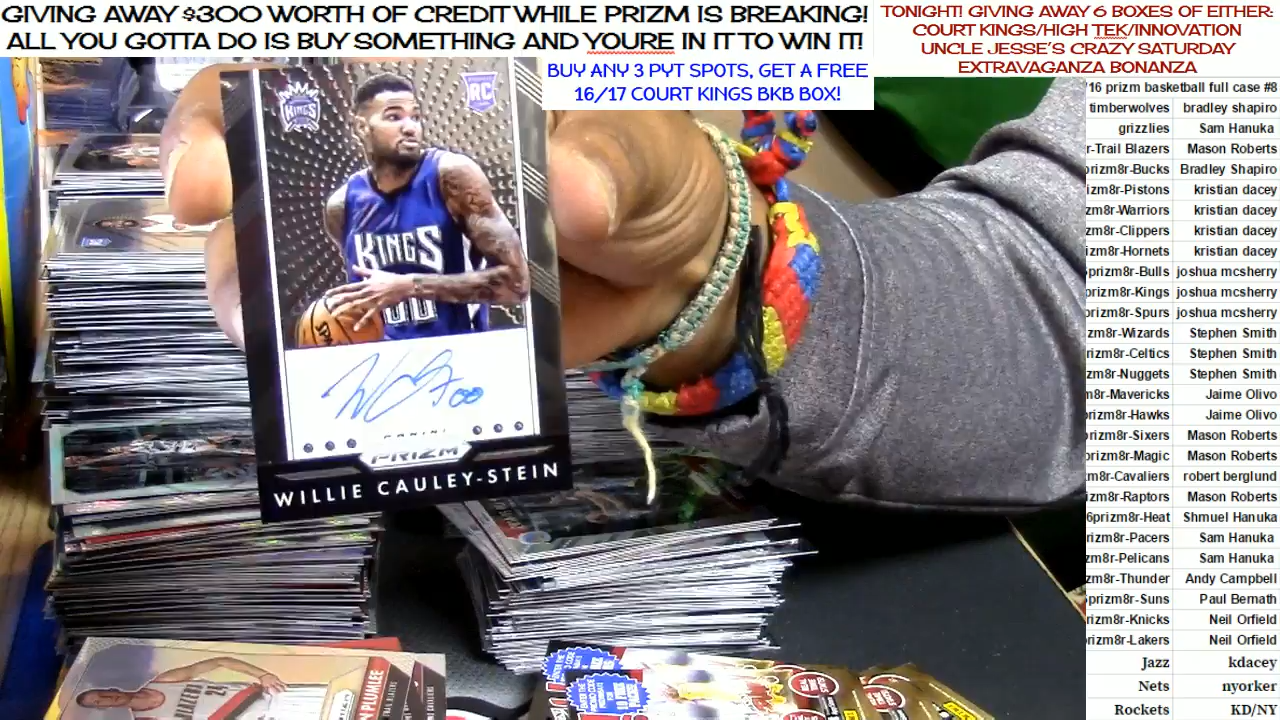 GIVING AWAY $300 WORTH OF CREDIT WHILE PRIZM IS BREAKING!
ALL YOU GOTTA DO IS BUY SOMETHING AND YOURE IN IT TO WIN IT!
TONIGHT! GIVING AWAY 6 BOXES OF EITHER:
COURT KINGS/HIGH TEK/INNOVATION
UNCLE JESSE'S CRAZY SATURDAY
EXTRAVAGANZA BONANZA
BUY ANY 3 PYT SPOTS, GET A FREE
16/17 COURT KINGS BKB BOX!
KINGS
RC
KINGS
00
PANINI
PRIZM
WILLIE CAULEY-STEIN
PLUMLEE
'16 prizm basketball full case #8
timberwolves bradley shapiro
grizzlies Sam Hanuka
r-Trail Blazers Mason Roberts
prizm8r-Bucks Bradley Shapiro
izm8r-Pistons kristian dacey
zm8r-Warriors kristian dacey
rizm8r-Clippers kristian dacey
izm8r-Hornets kristian dacey
prizm8r-Bulls joshua mcsherry
prizm8r-Kings joshua mcsherry
prizm8r-Spurs joshua mcsherry
zm8r-Wizards Stephen Smith
zm8r-Celtics Stephen Smith
zm8r-Nuggets Stephen Smith
m8r-Mavericks Jaime Olivo
prizm8r-Hawks Jaime Olivo
prizm8r-Sixers Mason Roberts
prizm8r-Magic Mason Roberts
m8r-Cavaliers robert berglund
izm8r-Raptors Mason Roberts
6prizm8r-Heat Shmuel Hanuka
rizm8r-Pacers Sam Hanuka
zm8r-Pelicans Sam Hanuka
zm8r-Thunder Andy Campbell
prizm8r-Suns Paul Bernath
rizm8r-Knicks Neil Orfield
rizm8r-Lakers Neil Orfield
Jazz kdacey
Nets nyorker
Rockets KD/NY